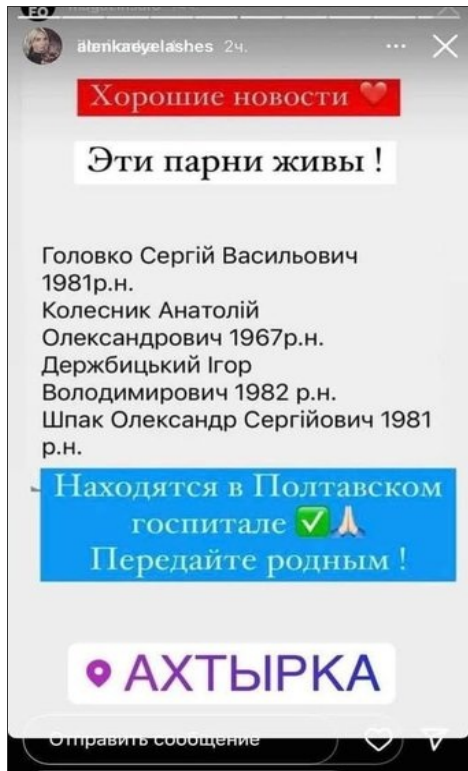 2ч.
Хорошие новости ❤️
Эти парни живы !
Головко Сергій Васильович
1981р.н.
Колесник Анатолій
Олександрович 1967р.н.
Держбицький Ігор
Володимирович 1982 р.н.
Шпак Олександр Сергійович 1981
р.н.
Находятся в Полтавском
госпитале ✅🙏🏻
Передайте родным !
АХТЫРКА
Отправить сообщение